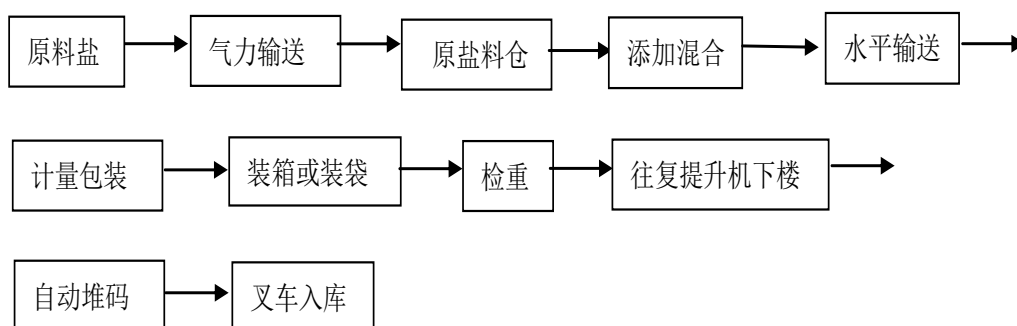 原料盐 气力输送 原盐料仓 添加混合 水平输送
计量包装 装箱或装袋 检重 往复提升机下楼
自动堆码 叉车入库